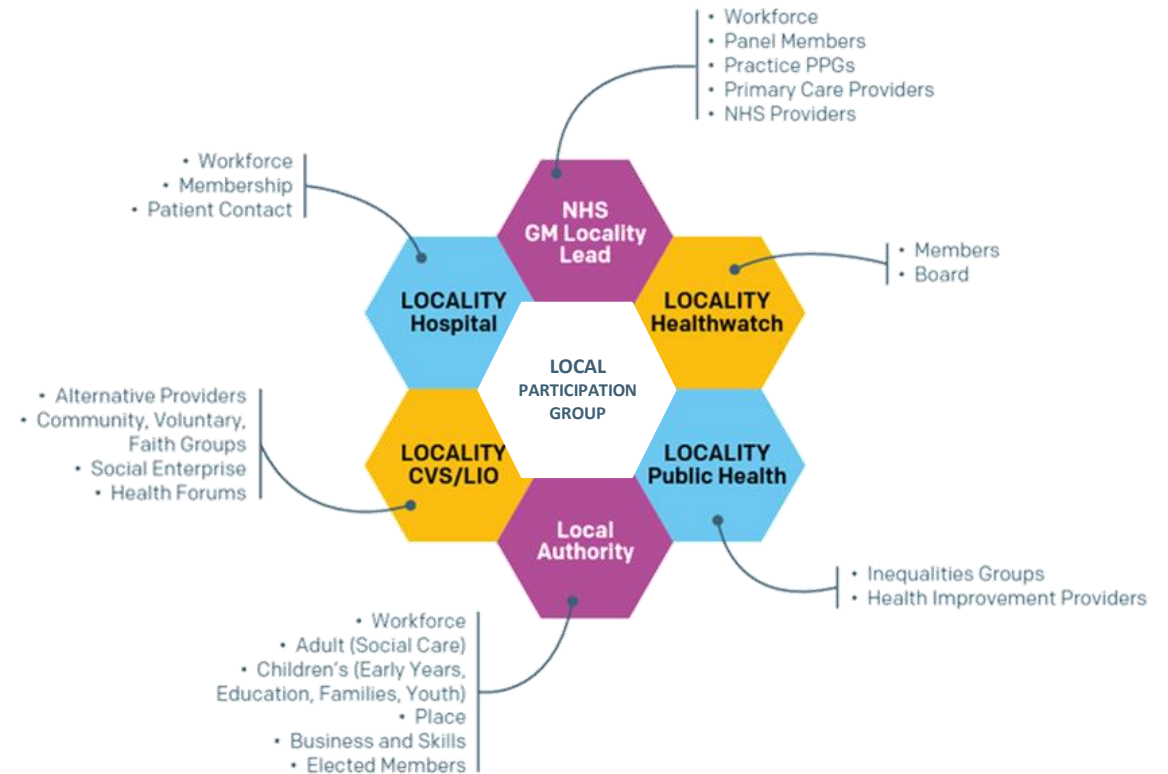 • Workforce
• Panel Members
• Practice PPGs
• Primary Care Providers
• NHS Providers
• Workforce
• Membership
• Patient Contact
NHS
GM Locality
Lead
• Members
• Board
LOCALITY
Hospital
LOCALITY
Healthwatch
LOCAL
PARTICIPATION
GROUP
• Alternative Providers
• Community, Voluntary,
Faith Groups
• Social Enterprise
• Health Forums
LOCALITY
CVS/LIO
LOCALITY
Public Health
Local
Authority
• Inequalities Groups
• Health Improvement Providers
• Workforce
• Adult (Social Care)
• Children's (Early Years,
Education, Families, Youth)
• Place
• Business and Skills
• Elected Members